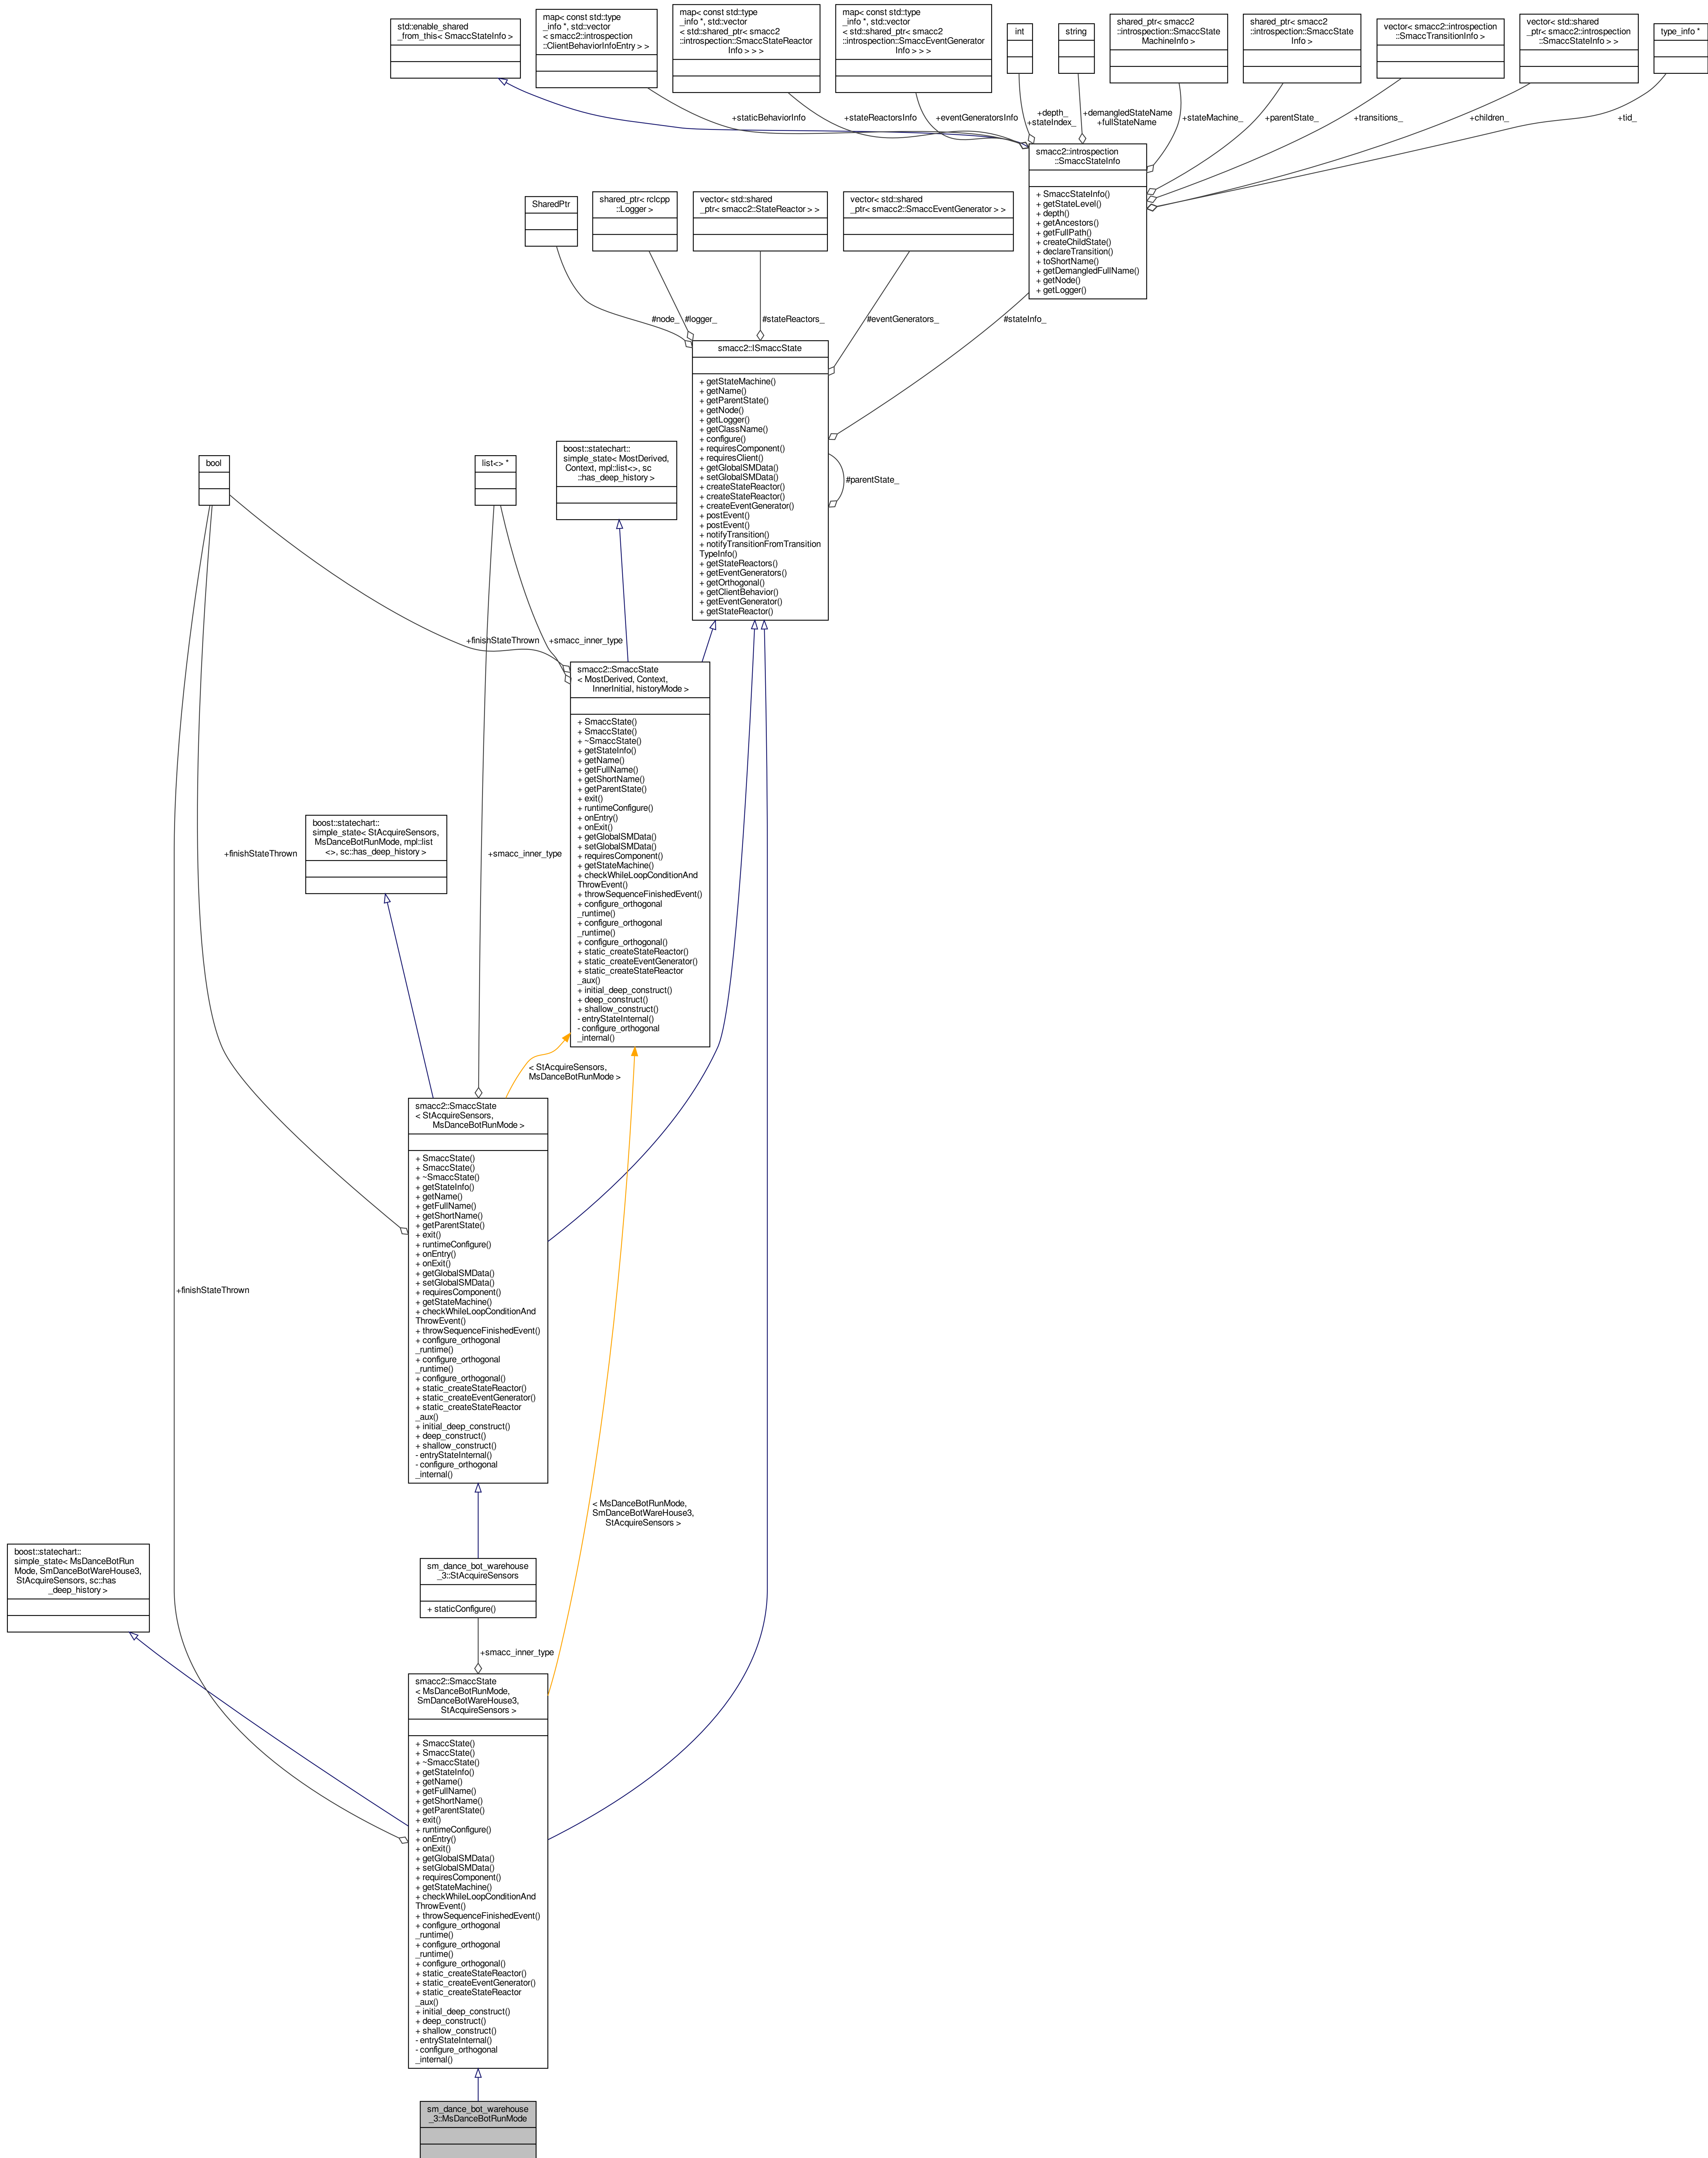 std::enable_shared
_from_this< SmaccStateInfo >
map< const std::type
_info *, std::vector
< smacc2::introspection
::ClientBehaviorInfoEntry > >
map< const std::type
_info *, std::vector
< std::shared_ptr< smacc2
::introspection::SmaccStateReactor
Info > > >
map< const std::type
_info *, std::vector
< std::shared_ptr< smacc2
::introspection::SmaccEventGenerator
Info > > >
int
string
shared_ptr< smacc2
::introspection::SmaccState
MachineInfo >
shared_ptr< smacc2
::introspection::SmaccState
Info >
vector< smacc2::introspection
::SmaccTransitionInfo >
vector< std::shared
_ptr< smacc2::introspection
::SmaccStateInfo > >
type_info *
+staticBehaviorInfo
+stateReactorsInfo
+eventGeneratorsInfo
+depth_
+stateIndex_
+demangledStateName
+fullStateName
+stateMachine_
+parentState_
+transitions_
+children_
+tid_
smacc2::introspection
::SmaccStateInfo
+ SmaccStateInfo()
+ getStateLevel()
+ depth()
+ getAncestors()
+ getFullPath()
+ createChildState()
+ declareTransition()
+ toShortName()
+ getDemangledFullName()
+ getNode()
+ getLogger()
SharedPtr
shared_ptr< rclcpp
::Logger >
vector< std::shared
_ptr< smacc2::StateReactor > >
vector< std::shared
_ptr< smacc2::SmaccEventGenerator > >
#node_
#logger_
#stateReactors_
#eventGenerators_
#stateInfo_
smacc2::ISmaccState
+ getStateMachine()
+ getName()
+ getParentState()
+ getNode()
+ getLogger()
+ getClassName()
+ configure()
+ requiresComponent()
+ requiresClient()
+ getGlobalSMData()
+ setGlobalSMData()
+ createStateReactor()
+ createStateReactor()
+ createEventGenerator()
+ postEvent()
+ postEvent()
+ notifyTransition()
+ notifyTransitionFromTransition
TypeInfo()
+ getStateReactors()
+ getEventGenerators()
+ getOrthogonal()
+ getClientBehavior()
+ getEventGenerator()
+ getStateReactor()
#parentState_
bool
list<> *
boost::statechart::
simple_state< MostDerived,
Context, mpl::list<>, sc
::has_deep_history >
+finishStateThrown
+smacc_inner_type
smacc2::SmaccState
< MostDerived, Context,
InnerInitial, historyMode >
+ SmaccState()
+ SmaccState()
+ ~SmaccState()
+ getStateInfo()
+ getName()
+ getFullName()
+ getShortName()
+ getParentState()
+ exit()
+ runtimeConfigure()
+ onEntry()
+ onExit()
+ getGlobalSMData()
+ setGlobalSMData()
+ requiresComponent()
+ getStateMachine()
+ checkWhileLoopConditionAnd
ThrowEvent()
+ throwSequenceFinishedEvent()
+ configure_orthogonal
_runtime()
+ configure_orthogonal
_runtime()
+ configure_orthogonal()
+ static_createStateReactor()
+ static_createEventGenerator()
+ static_createStateReactor
_aux()
+ initial_deep_construct()
+ deep_construct()
+ shallow_construct()
- entryStateInternal()
- configure_orthogonal
_internal()
boost::statechart::
simple_state< StAcquireSensors,
MsDanceBotRunMode, mpl::list
<>, sc::has_deep_history >
+finishStateThrown
+smacc_inner_type
< StAcquireSensors,
MsDanceBotRunMode >
smacc2::SmaccState
< StAcquireSensors,
MsDanceBotRunMode >
+ SmaccState()
+ SmaccState()
+ ~SmaccState()
+ getStateInfo()
+ getName()
+ getFullName()
+ getShortName()
+ getParentState()
+ exit()
+ runtimeConfigure()
+ onEntry()
+ onExit()
+ getGlobalSMData()
+ setGlobalSMData()
+ requiresComponent()
+ getStateMachine()
+ checkWhileLoopConditionAnd
ThrowEvent()
+ throwSequenceFinishedEvent()
+ configure_orthogonal
_runtime()
+ configure_orthogonal
_runtime()
+ configure_orthogonal()
+ static_createStateReactor()
+ static_createEventGenerator()
+ static_createStateReactor
_aux()
+ initial_deep_construct()
+ deep_construct()
+ shallow_construct()
- entryStateInternal()
- configure_orthogonal
_internal()
+finishStateThrown
< MsDanceBotRunMode,
SmDanceBotWareHouse3,
StAcquireSensors >
boost::statechart::
simple_state< MsDanceBotRun
Mode, SmDanceBotWareHouse3,
StAcquireSensors, sc::has
_deep_history >
sm_dance_bot_warehouse
_3::StAcquireSensors
+ staticConfigure()
+smacc_inner_type
smacc2::SmaccState
< MsDanceBotRunMode,
SmDanceBotWareHouse3,
StAcquireSensors >
+ SmaccState()
+ SmaccState()
+ ~SmaccState()
+ getStateInfo()
+ getName()
+ getFullName()
+ getShortName()
+ getParentState()
+ exit()
+ runtimeConfigure()
+ onEntry()
+ onExit()
+ getGlobalSMData()
+ setGlobalSMData()
+ requiresComponent()
+ getStateMachine()
+ checkWhileLoopConditionAnd
ThrowEvent()
+ throwSequenceFinishedEvent()
+ configure_orthogonal
_runtime()
+ configure_orthogonal
_runtime()
+ configure_orthogonal()
+ static_createStateReactor()
+ static_createEventGenerator()
+ static_createStateReactor
_aux()
+ initial_deep_construct()
+ deep_construct()
+ shallow_construct()
- entryStateInternal()
- configure_orthogonal
_internal()
sm_dance_bot_warehouse
_3::MsDanceBotRunMode